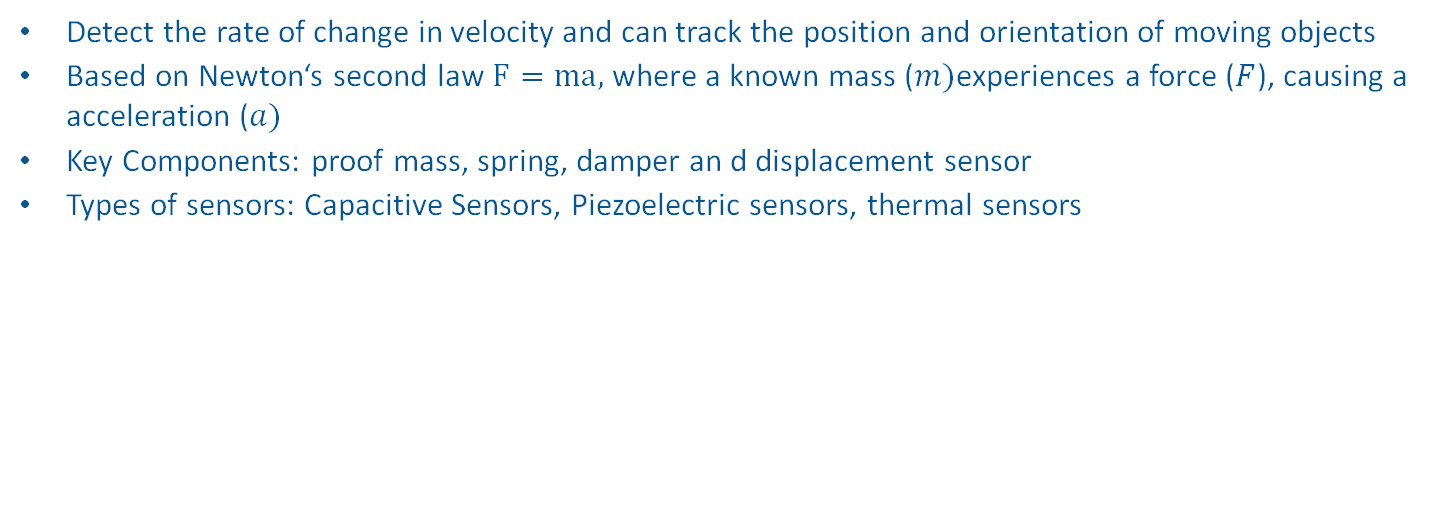 • Detect the rate of change in velocity and can track the position and orientation of moving objects
• Based on Newton‘s second law F = ma, where a known mass (m)experiences a force (F), causing a
acceleration (a)
• Key Components: proof mass, spring, damper an d displacement sensor
• Types of sensors: Capacitive Sensors, Piezoelectric sensors, thermal sensors